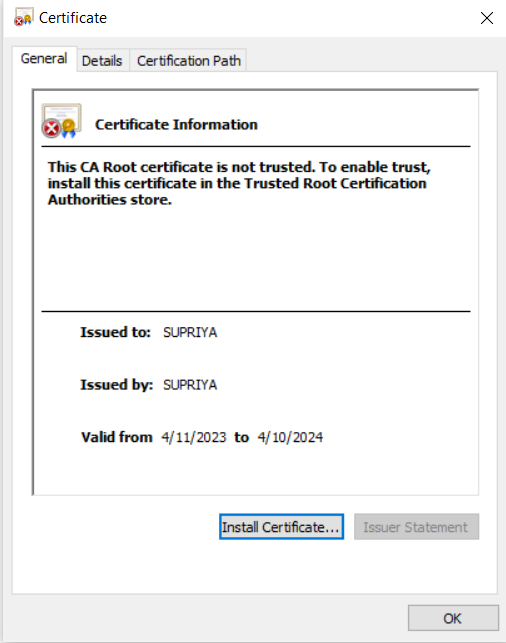 Certificate
General Details Certification Path
Certificate Information
This CA Root certificate is not trusted. To enable trust,
install this certificate in the Trusted Root Certification
Authorities store.
Issued to: SUPRIYA
Issued by: SUPRIYA
Valid from 4/11/2023 to 4/10/2024
Install Certificate... Issuer Statement
OK